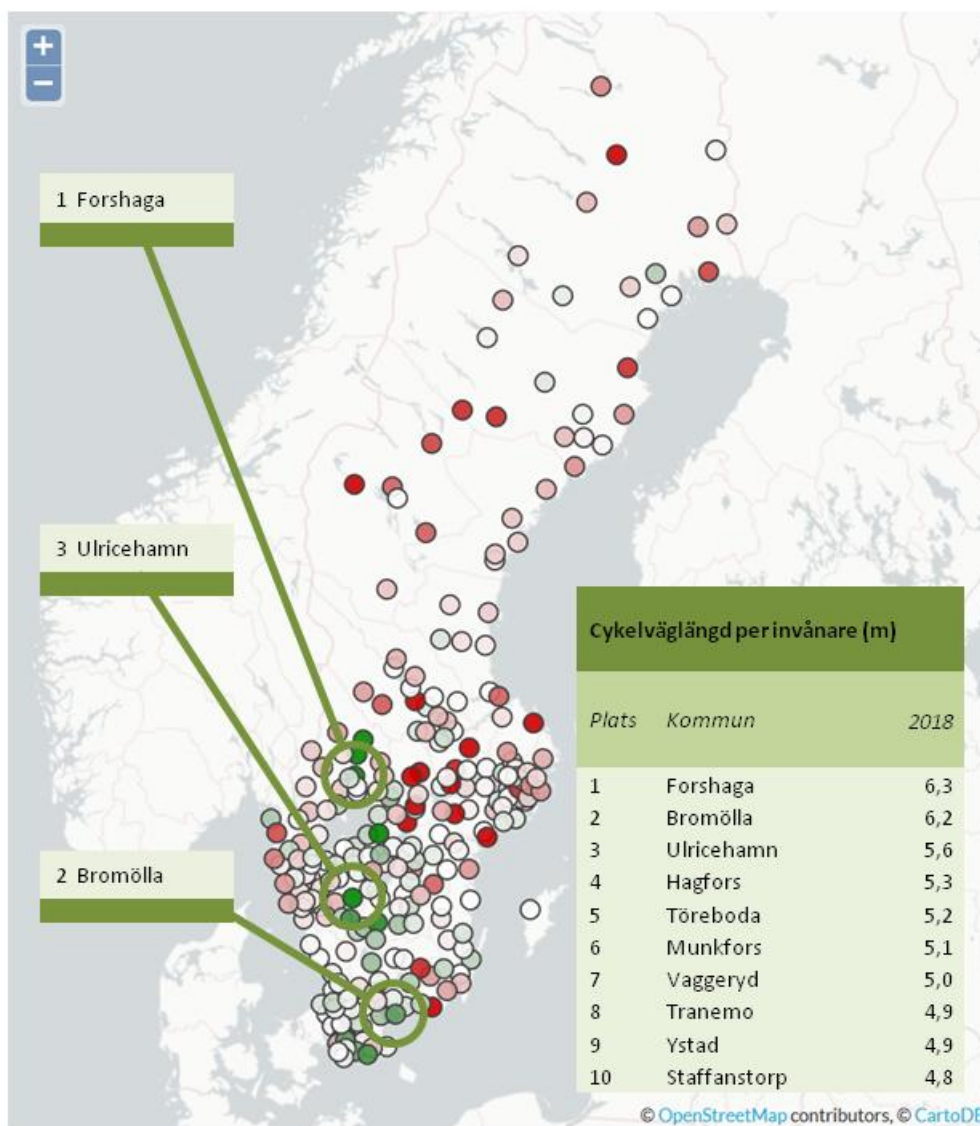 +
−
1 Forshaga
3 Ulricehamn
2 Bromölla
Cykelväglängd per invånare (m)
Plats Kommun 2018
1 Forshaga 6,3
2 Bromölla 6,2
3 Ulricehamn 5,6
4 Hagfors 5,3
5 Töreboda 5,2
6 Munkfors 5,1
7 Vaggeryd 5,0
8 Tranemo 4,9
9 Ystad 4,9
10 Staffanstorp 4,8
© OpenStreetMap contributors, © CartoDB